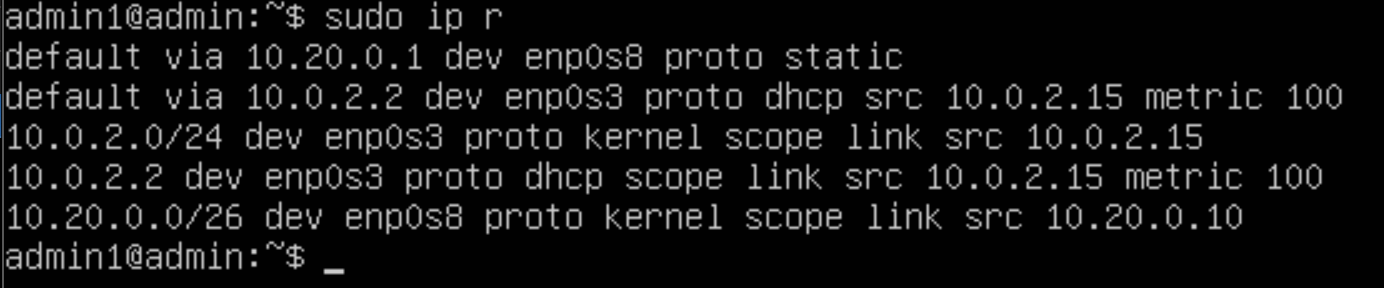 admin1@admin:~$ sudo ip r
default via 10.20.0.1 dev enp0s8 proto static
default via 10.0.2.2 dev enp0s3 proto dhcp src 10.0.2.15 metric 100
10.0.2.0/24 dev enp0s3 proto kernel scope link src 10.0.2.15
10.0.2.2 dev enp0s3 proto dhcp scope link src 10.0.2.15 metric 100
10.20.0.0/26 dev enp0s8 proto kernel scope link src 10.20.0.10
admin1@admin:~$ _